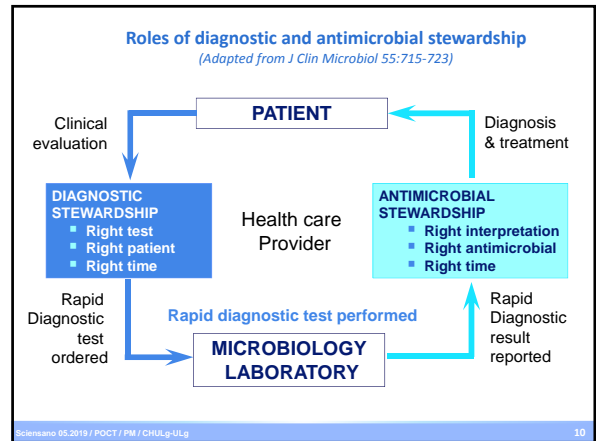 Roles of diagnostic and antimicrobial stewardship
(Adapted from J Clin Microbiol 55:715-723)
PATIENT
Clinical
evaluation
Diagnosis
& treatment
DIAGNOSTIC
STEWARDSHIP
▪ Right test
▪ Right patient
▪ Right time
Health care
Provider
ANTIMICROBIAL
STEWARDSHIP
▪ Right interpretation
▪ Right antimicrobial
▪ Right time
Rapid
Diagnostic
test
ordered
Rapid diagnostic test performed
MICROBIOLOGY
LABORATORY
Rapid
Diagnostic
result
reported
Sciensano 05.2019 / POCT / PM / CHULg-ULg
10